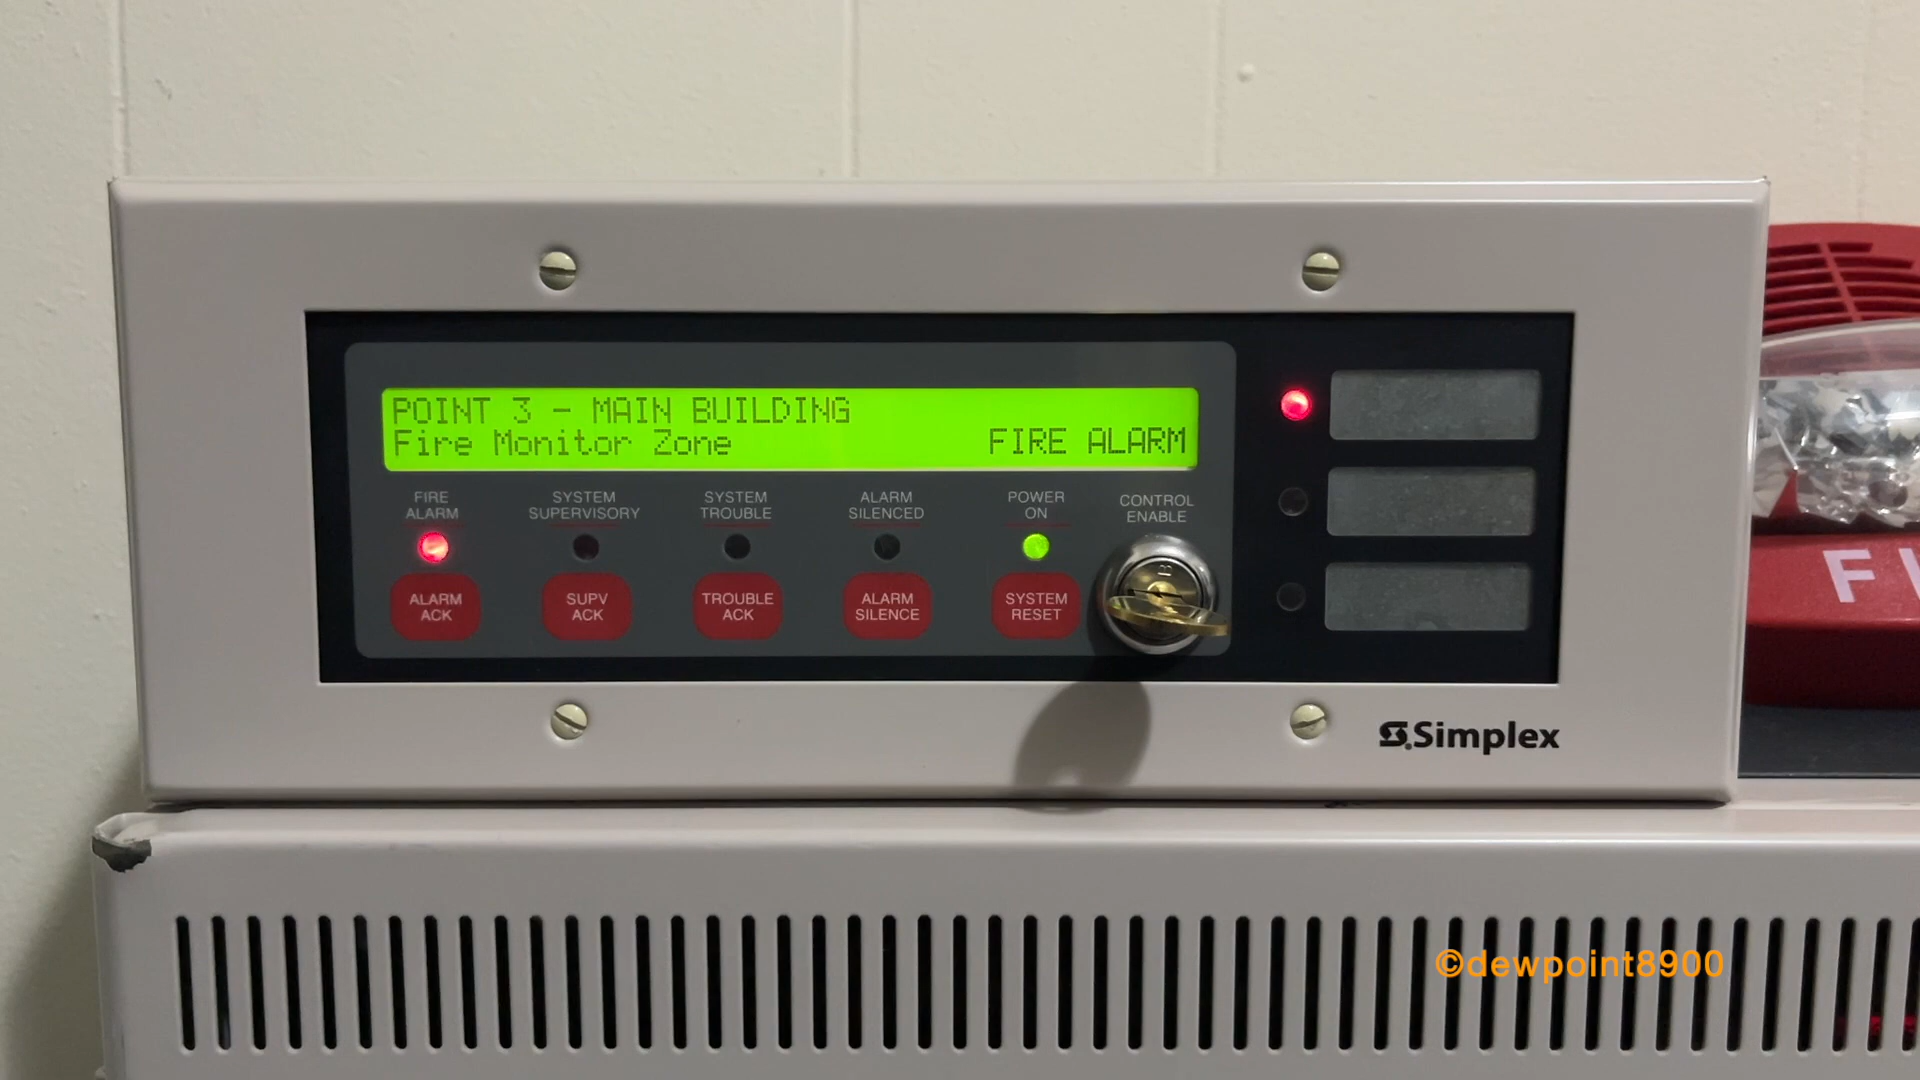 POINT 3 - MAIN BUILDING
Fire Monitor Zone FIRE ALARM
FIRE
ALARM
SYSTEM
SUPERVISORY
SYSTEM
TROUBLE
ALARM
SILENCED
POWER
ON
CONTROL
ENABLE
ALARM
ACK
SUPV
ACK
TROUBLE
ACK
ALARM
SILENCE
SYSTEM
RESET
B
Simplex
©dewpoint8900